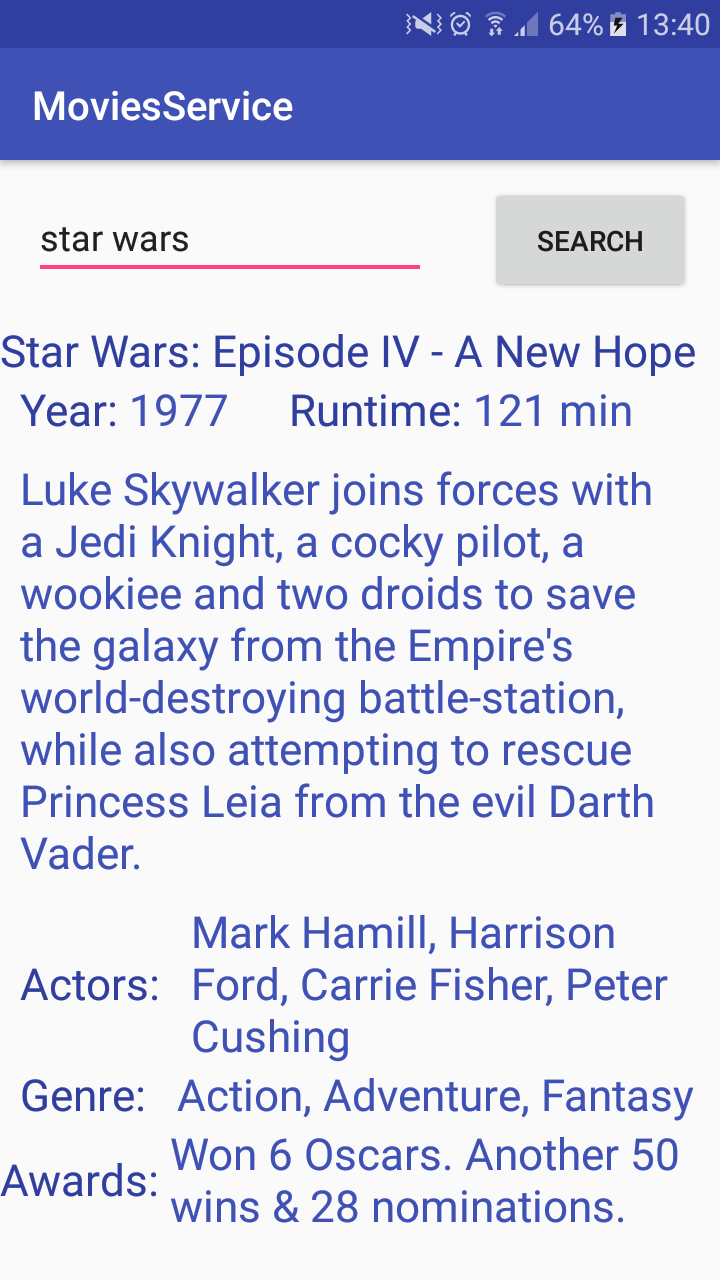 64% 13:40
MoviesService
star wars SEARCH
Star Wars: Episode IV - A New Hope
Year: 1977 Runtime: 121 min
Luke Skywalker joins forces with
a Jedi Knight, a cocky pilot, a
wookiee and two droids to save
the galaxy from the Empire's
world-destroying battle-station,
while also attempting to rescue
Princess Leia from the evil Darth
Vader.
Actors: Mark Hamill, Harrison
Ford, Carrie Fisher, Peter
Cushing
Genre: Action, Adventure, Fantasy
Awards: Won 6 Oscars. Another 50
wins & 28 nominations.